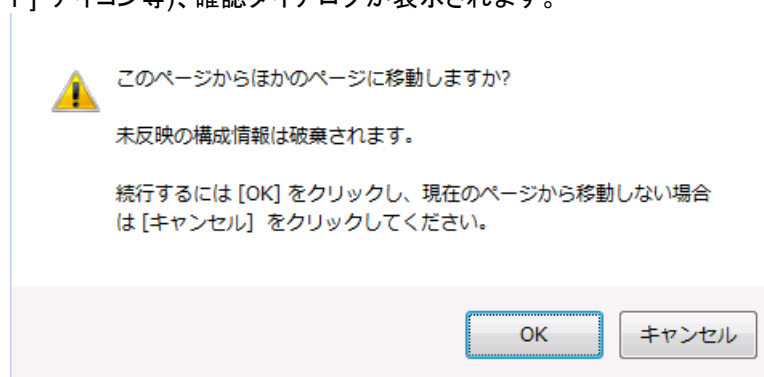 ] アイコン等)、確認ダイアログが表示されます。
このページからほかのページに移動しますか?
未反映の構成情報は破棄されます。
続行するには [OK] をクリックし、現在のページから移動しない場合
は [キャンセル] をクリックしてください。
OK
キャンセル